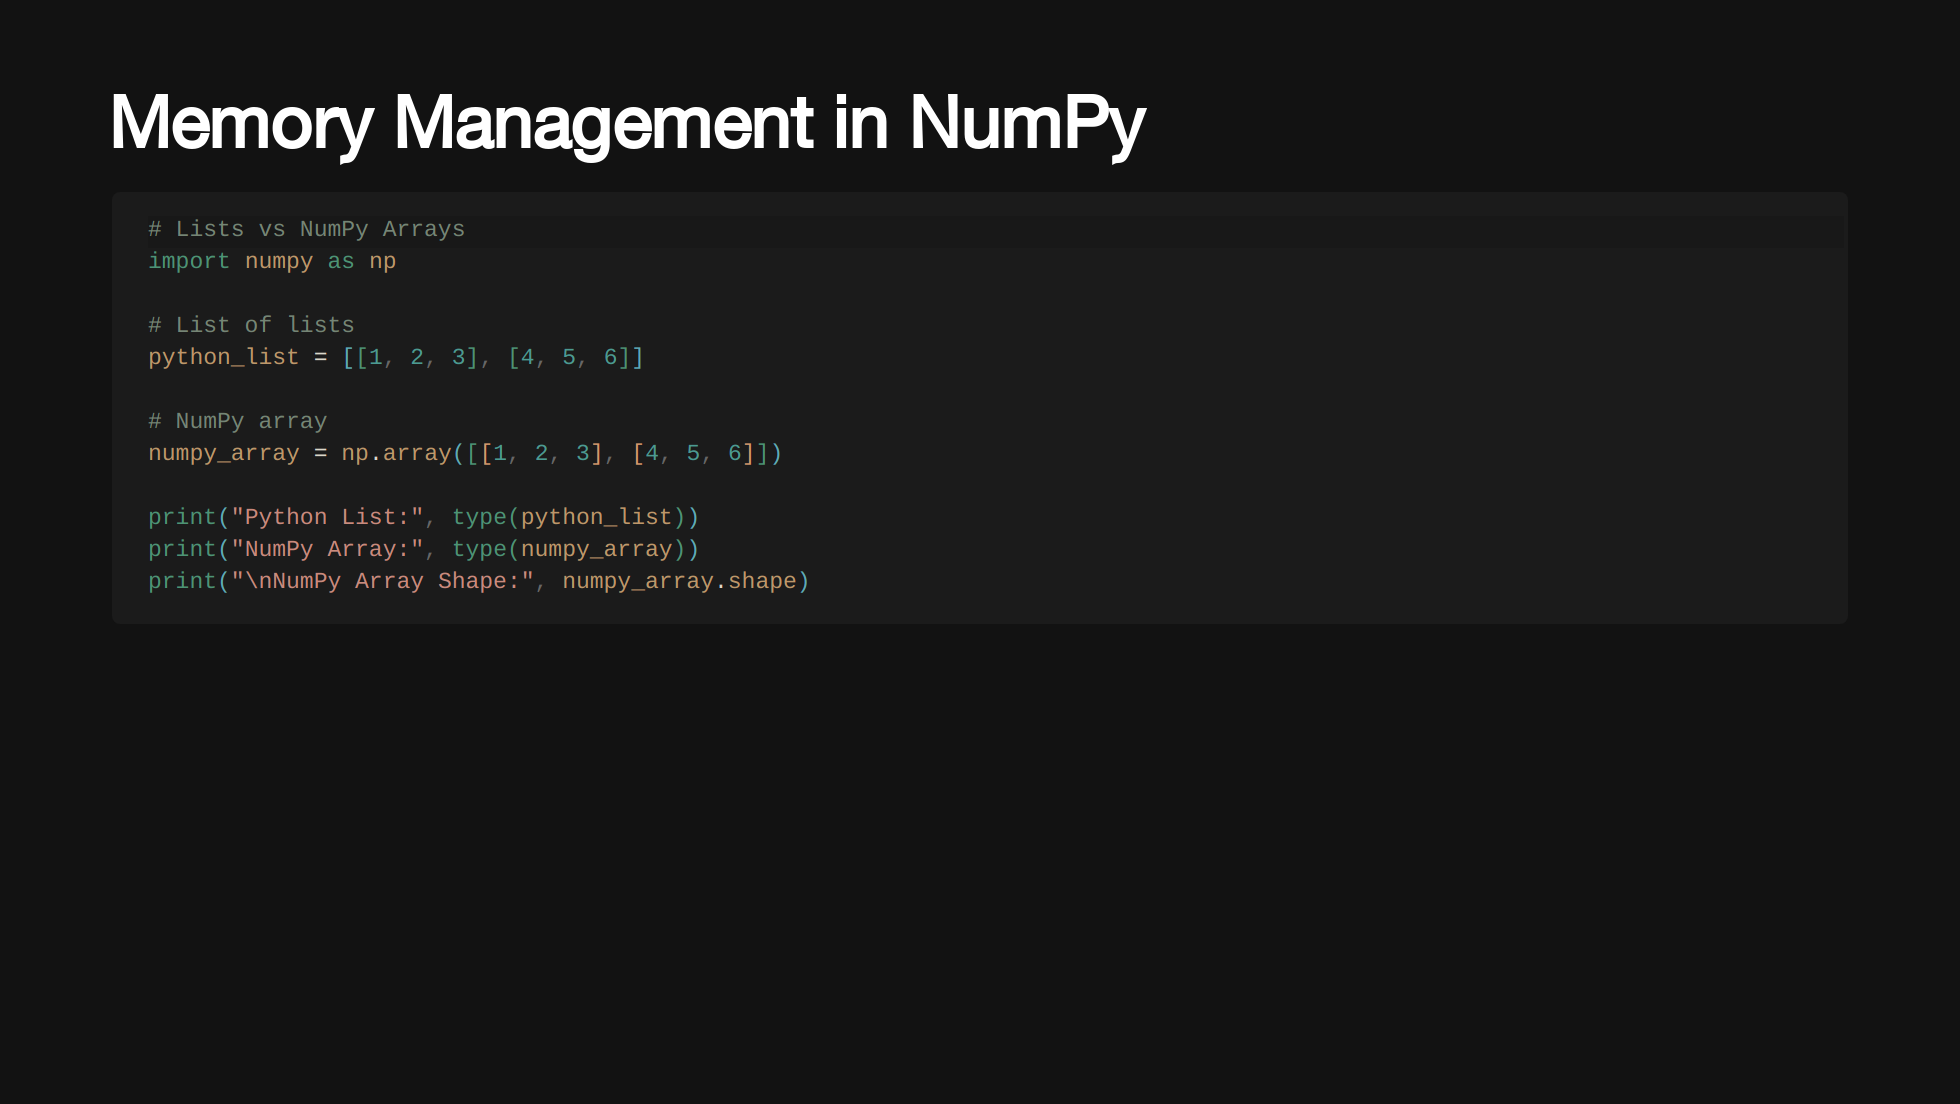 Memory Management in NumPy
# Lists vs NumPy Arrays
import numpy as np
# List of lists
python_list = [[1, 2, 3], [4, 5, 6]]
# NumPy array
numpy_array = np.array([[1, 2, 3], [4, 5, 6]])
print("Python List:", type(python_list))
print("NumPy Array:", type(numpy_array))
print("\nNumPy Array Shape:", numpy_array.shape)